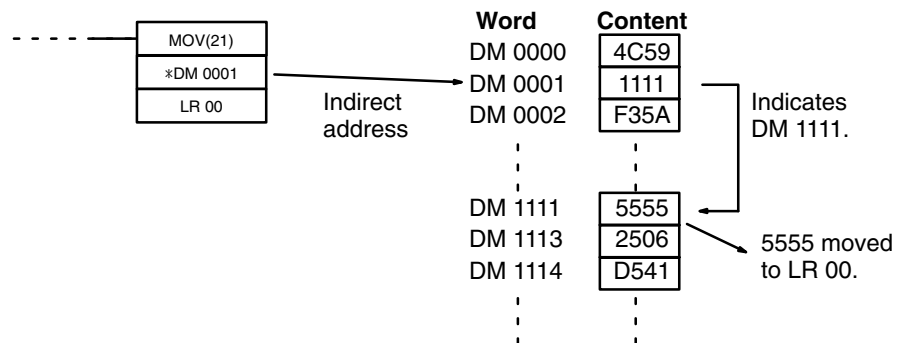 Word Content
MOV(21)
DM 0000 4C59
*DM 0001
DM 0001 1111
LR 00
Indirect
address
DM 0002 F35A
Indicates
DM 1111.
DM 1111 5555
DM 1113 2506
DM 1114 D541
5555 moved
to LR 00.